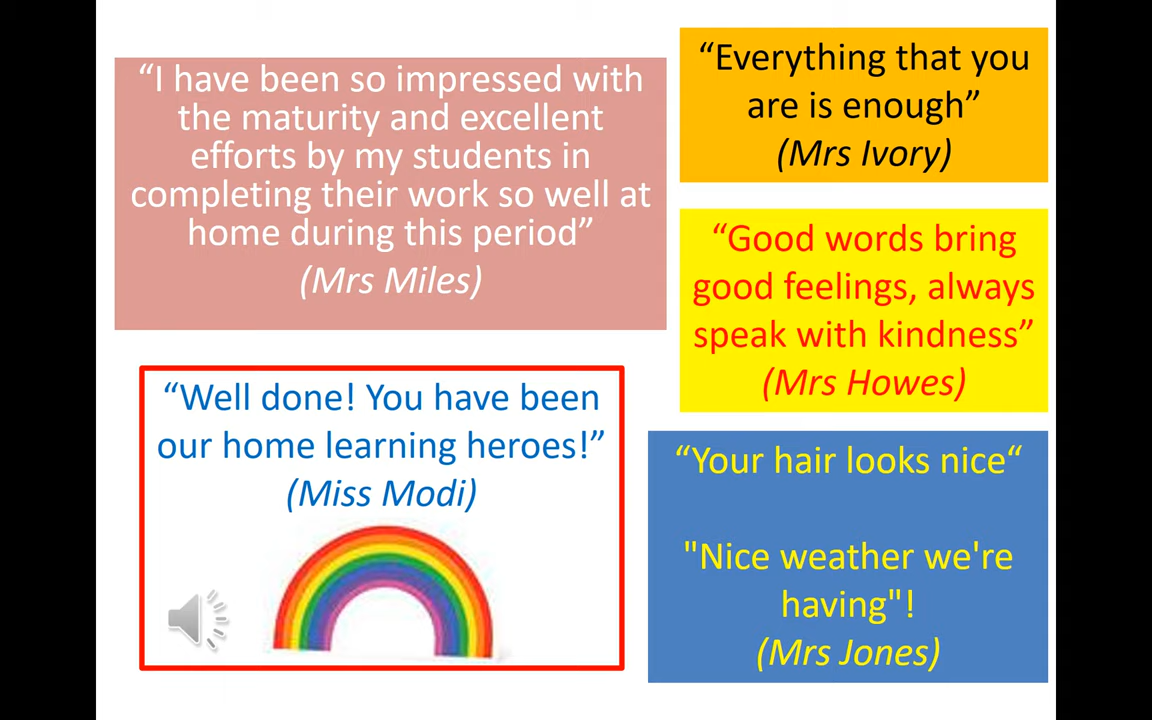 “I have been so impressed with
the maturity and excellent
efforts by my students in
completing their work so well at
home during this period”
(Mrs Miles)
“Everything that you
are is enough”
(Mrs Ivory)
“Good words bring
good feelings, always
speak with kindness”
(Mrs Howes)
“Well done! You have been
our home learning heroes!”
(Miss Modi)
“Your hair looks nice“
"Nice weather we're
having"!
(Mrs Jones)